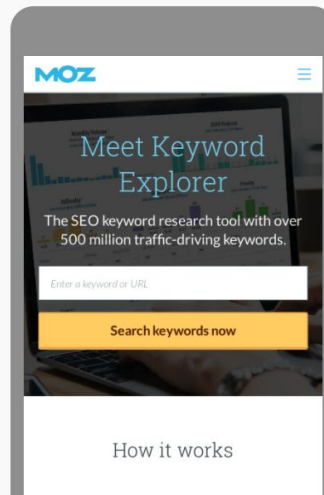 MOZ
Meet Keyword
Explorer
The SEO keyword research tool with over
500 million traffic-driving keywords.
Enter a keyword or URL
Search keywords now
How it works